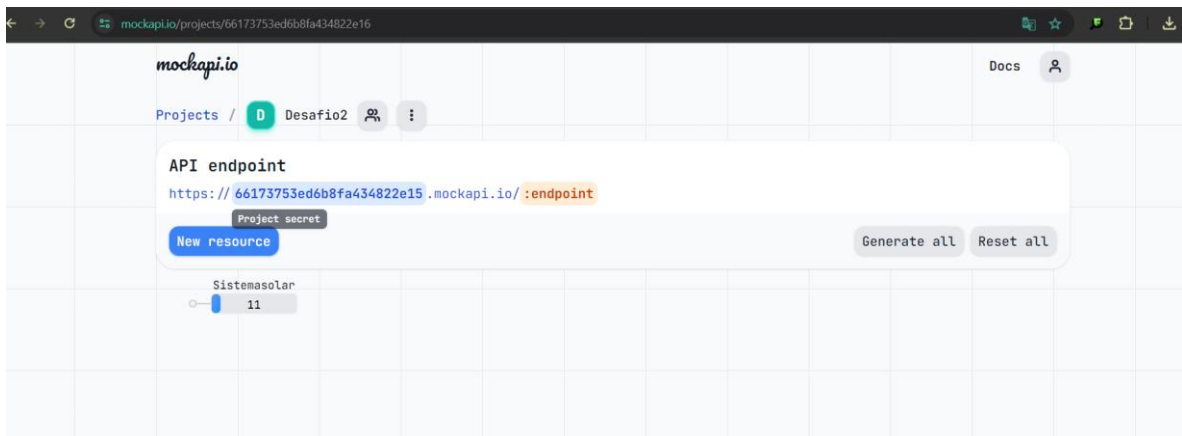 mockapi.io/projects/66173753ed6b8fa434822e16
mockapi.io
Docs
Projects / D Desafio2
API endpoint
https://66173753ed6b8fa434822e15.mockapi.io/:endpoint
Project secret
New resource
Generate all
Reset all
Sistemasolar
11